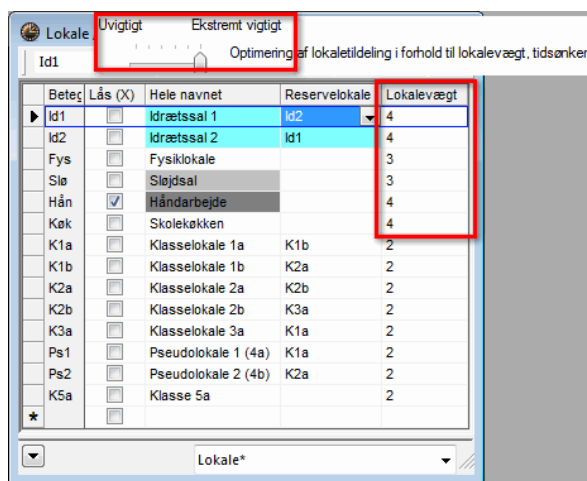 Lokale
Uvigtigt Ekstremt vigtigt
Optimering af lokaletildeling i forhold til lokalevægt, tidsønker
Id1
Beteg Lås (X) Hele navnet Reservelokale Lokalevægt
Id1 Idrætssal 1 Id2 4
Id2 Idrætssal 2 Id1 4
Fys Fysiklokale 3
Slø Sløjdsal 3
Hån Håndarbejde 4
Køk Skolekøkken 4
K1a Klasselokale 1a K1b 2
K1b Klasselokale 1b K2a 2
K2a Klasselokale 2a K2b 2
K2b Klasselokale 2b K3a 2
K3a Klasselokale 3a K1a 2
Ps1 Pseudolokale 1 (4a) K1a 2
Ps2 Pseudolokale 2 (4b) K2a 2
K5a Klasse 5a 2
*
Lokale*